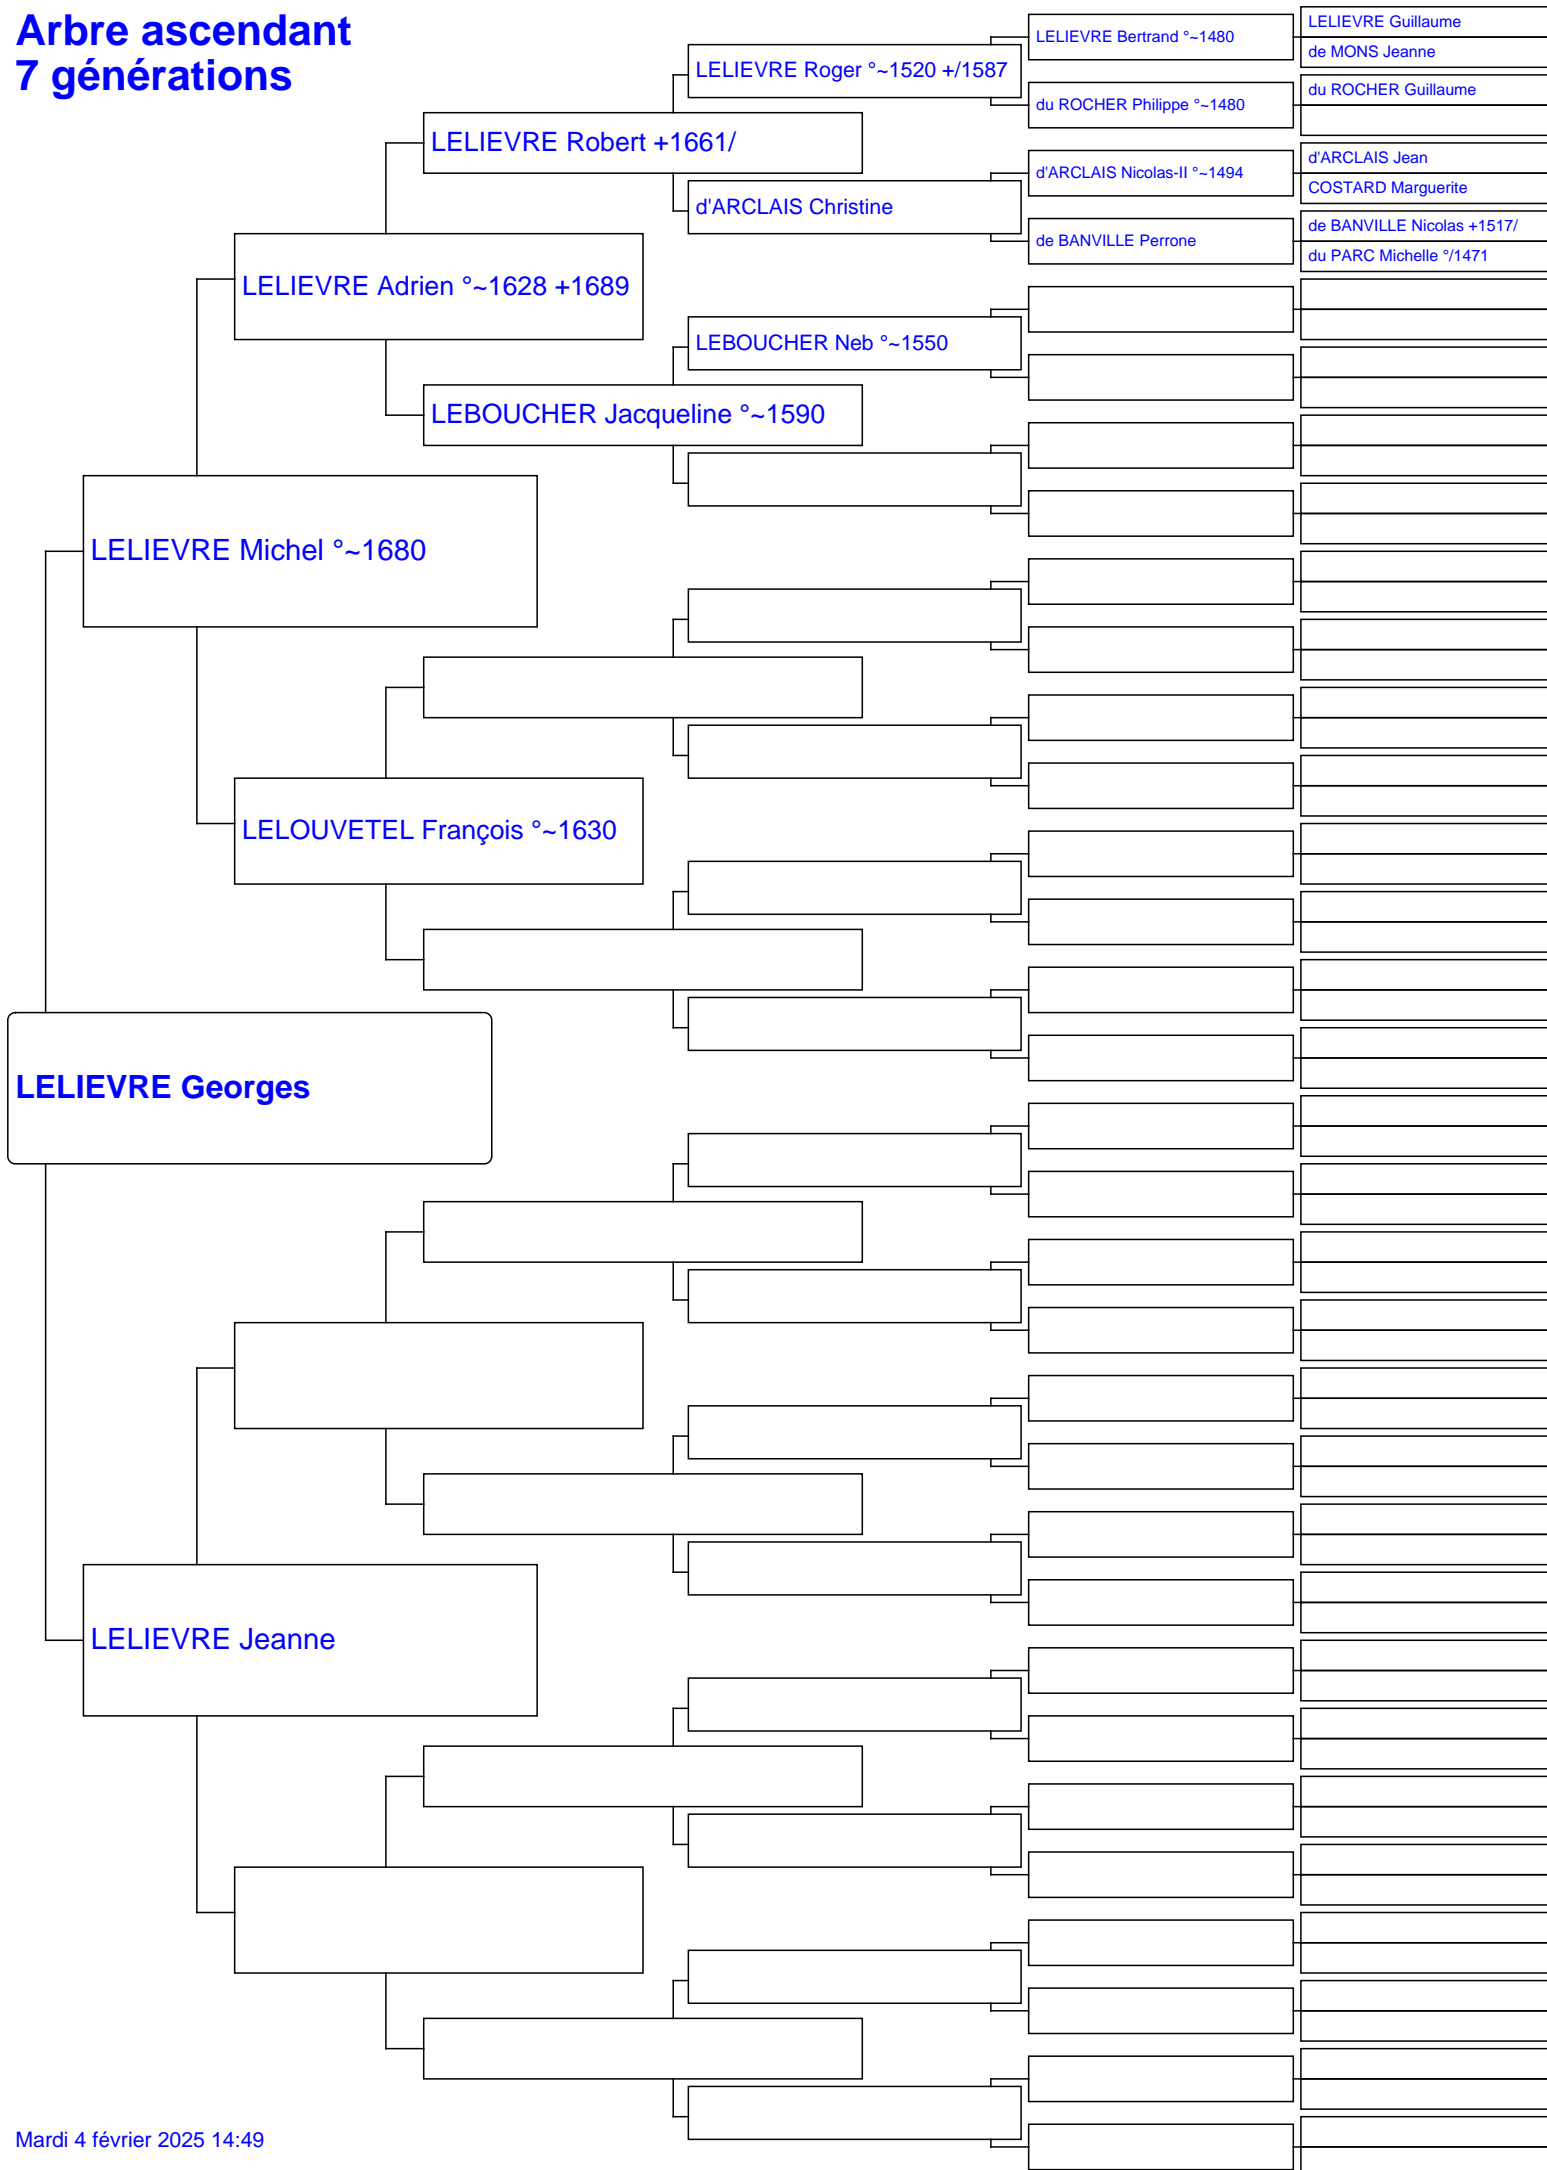 Arbre ascendant
7 générations
LELIEVRE Georges
LELIEVRE Michel °~1680
LELIEVRE Jeanne
LELIEVRE Adrien °~1628 +1689
LELOUVETEL François °~1630
LELIEVRE Robert +1661/
LEBOUCHER Jacqueline °~1590
LELIEVRE Roger °~1520 +/1587
d'ARCLAIS Christine
LEBOUCHER Neb °~1550
LELIEVRE Bertrand °~1480
du ROCHER Philippe °~1480
d'ARCLAIS Nicolas-II °~1494
de BANVILLE Perrone
LELIEVRE Guillaume
de MONS Jeanne
du ROCHER Guillaume
d'ARCLAIS Jean
COSTARD Marguerite
de BANVILLE Nicolas +1517/
du PARC Michelle °/1471
Mardi 4 février 2025 14:49